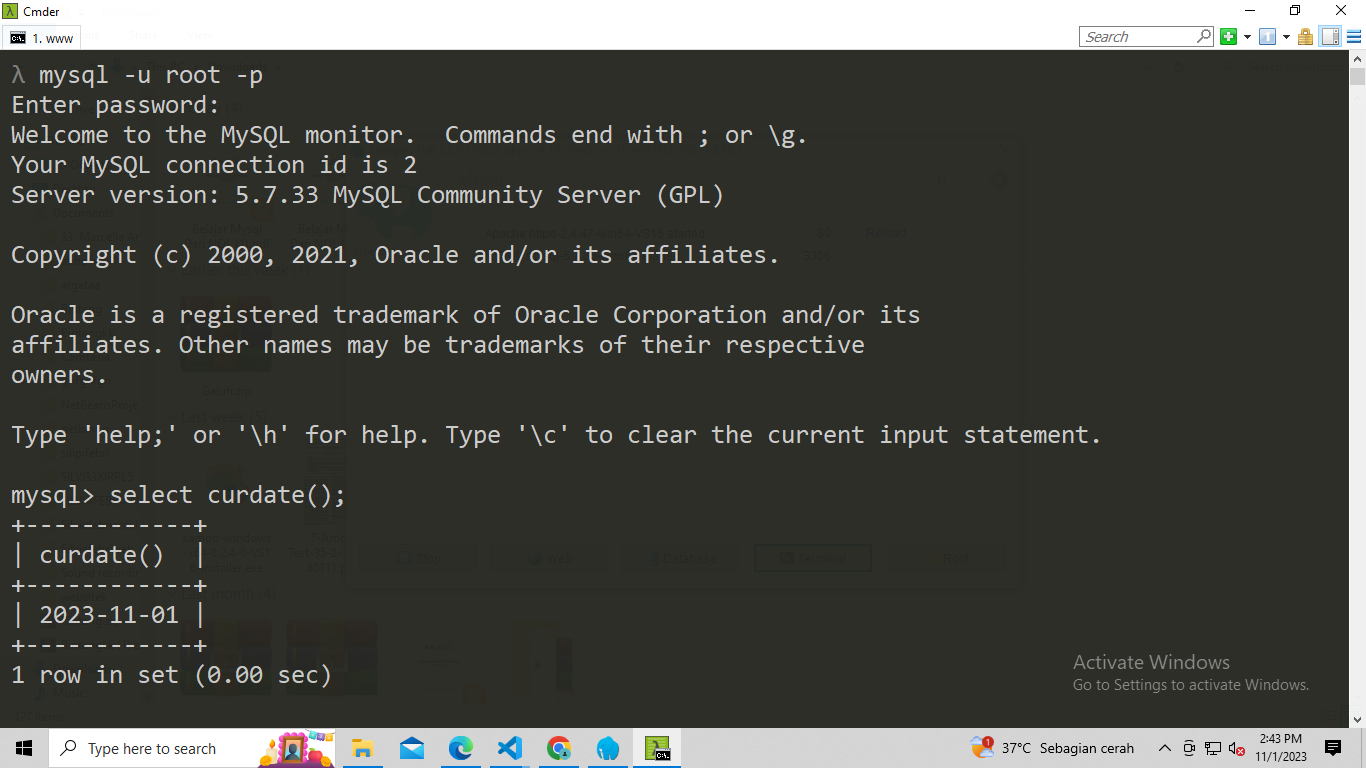 Cmder
1. www
Search
λ mysql -u root -p
Enter password:
Welcome to the MySQL monitor.  Commands end with ; or \g.
Your MySQL connection id is 2
Server version: 5.7.33 MySQL Community Server (GPL)
Copyright (c) 2000, 2021, Oracle and/or its affiliates.
Oracle is a registered trademark of Oracle Corporation and/or its
affiliates. Other names may be trademarks of their respective
owners.
Type 'help;' or '\h' for help. Type '\c' to clear the current input statement.
mysql> select curdate();
+------------+
| curdate()  |
+------------+
| 2023-11-01 |
+------------+
1 row in set (0.00 sec)
Activate Windows
Go to Settings to activate Windows.
Type here to search
1
37°C Sebagian cerah
2:43 PM
11/1/2023